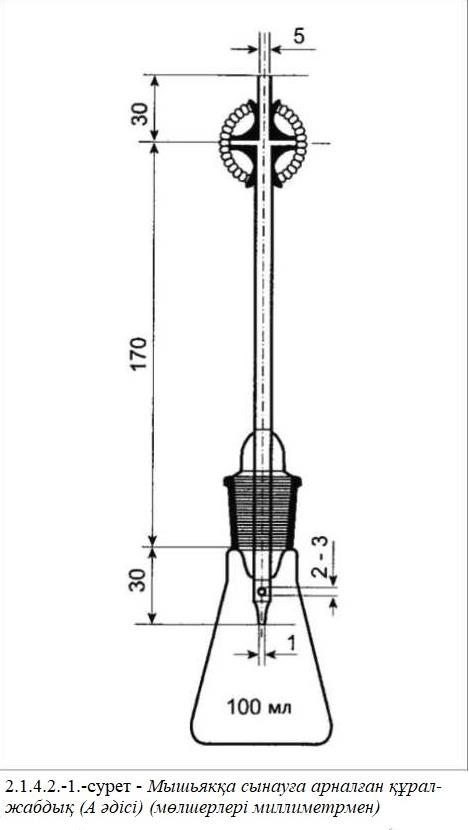 5
30
170
30
2 - 3
1
100 мл
2.1.4.2.-1.-сурет - Мышьякқа сынауға арналған құрал-
жабдық (А әдісі) (мөлшерлері миллиметрмен)